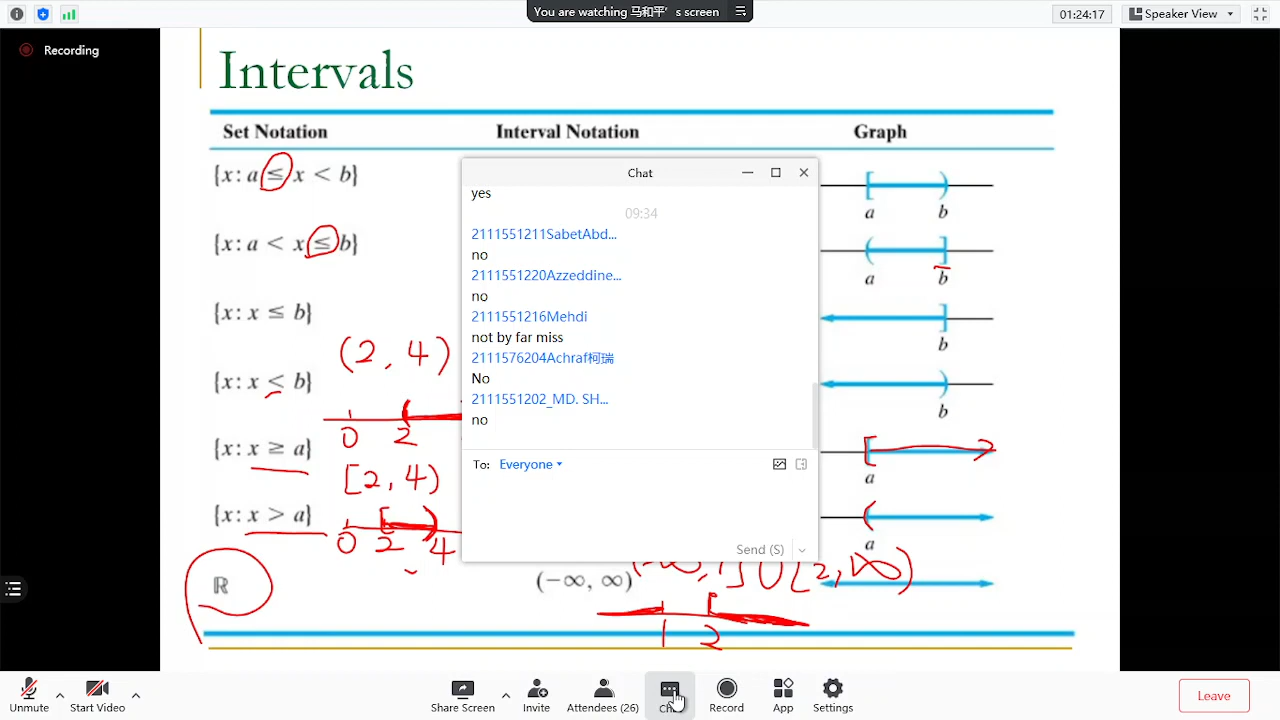 You are watching 马和平's screen
01:24:17
Speaker View
Recording
Intervals
Set Notation Interval Notation Graph
{x: a ≤ x < b}
a b
{x: a < x ≤ b}
a b
{x: x ≤ b}
b
(2, 4)
{x: x < b}
b
0 2
{x: x ≥ a}
a
[2, 4)
{x: x > a}
a
0 2 4
ℝ (−∞, ∞)
∪ [2, ∞)
1 2
Chat
yes
09:34
2111551211SabetAbd...
no
2111551220Azzeddine...
no
2111551216Mehdi
not by far miss
2111576204Achraf柯瑞
No
2111551202_MD. SH...
no
To: Everyone
Send (S)
Unmute Start Video Share Screen Invite Attendees (26) Record App Settings Leave